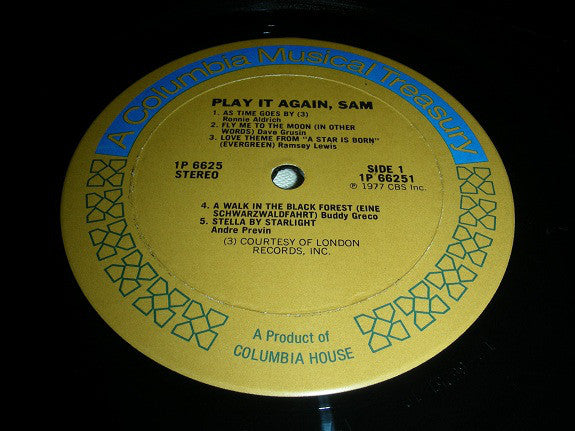 A Columbia Musical Treasury
PLAY IT AGAIN, SAM
1. AS TIME GOES BY (3)
Ronnie Aldrich
2. FLY ME TO THE MOON (IN OTHER
WORDS) Dave Grusin
3. LOVE THEME FROM "A STAR IS BORN"
(EVERGREEN) Ramsey Lewis
1P 6625
STEREO
SIDE 1
1P 66251
℗ 1977 CBS Inc.
4. A WALK IN THE BLACK FOREST (EINE
SCHWARZWALDFAHRT) Buddy Greco
5. STELLA BY STARLIGHT
Andre Previn
(3) COURTESY OF LONDON
RECORDS, INC.
A Product of
COLUMBIA HOUSE